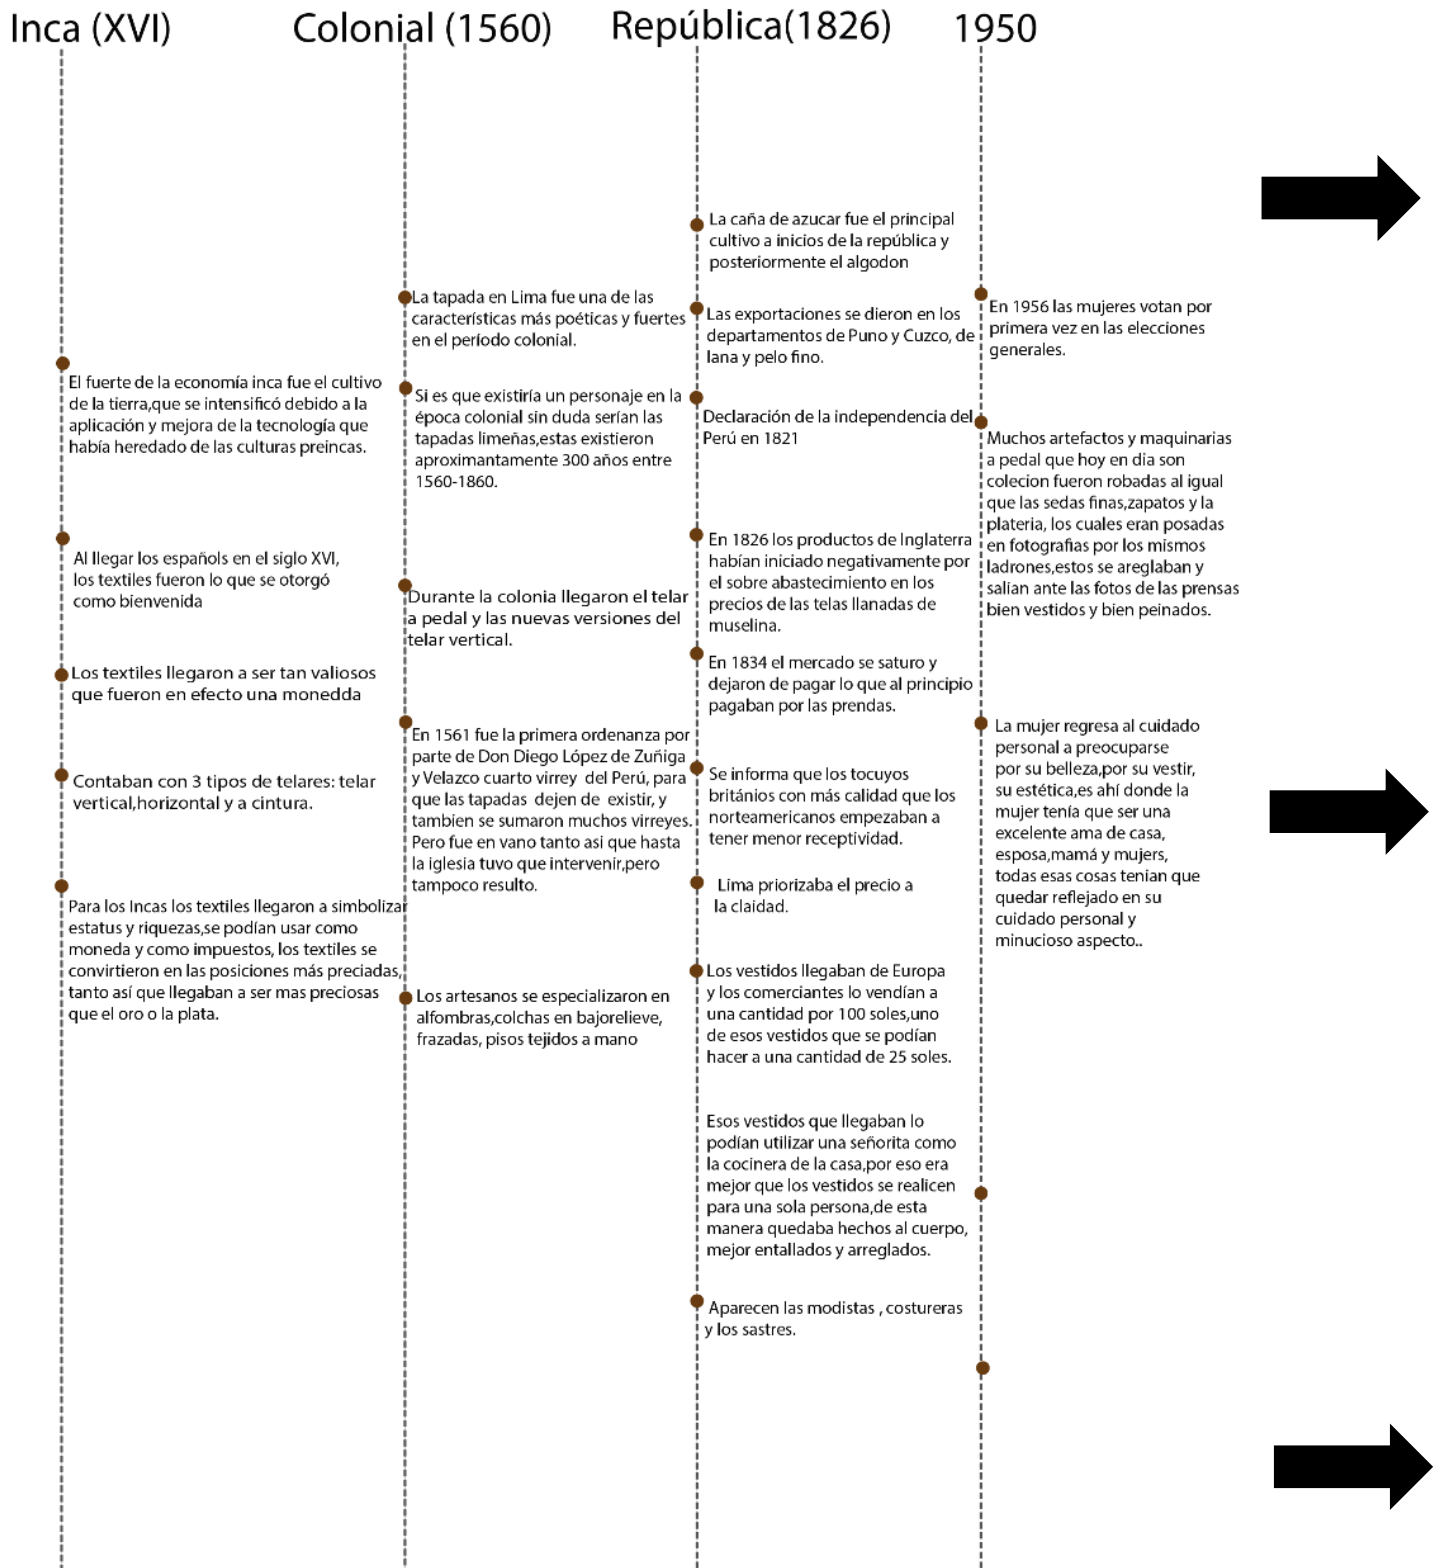 Inca (XVI)
El fuerte de la economía inca fue el cultivo
de la tierra,que se intensificó debido a la
aplicación y mejora de la tecnología que
había heredado de las culturas preincas.
Al llegar los españols en el siglo XVI,
los textiles fueron lo que se otorgó
como bienvenida
Los textiles llegaron a ser tan valiosos
que fueron en efecto una monedda
Contaban con 3 tipos de telares: telar
vertical,horizontal y a cintura.
Para los Incas los textiles llegaron a simbolizar
estatus y riquezas,se podían usar como
moneda y como impuestos, los textiles se
convirtieron en las posiciones más preciadas,
tanto así que llegaban a ser mas preciosas
que el oro o la plata.
Colonial (1560)
La tapada en Lima fue una de las
características más poéticas y fuertes
en el período colonial.
Si es que existiría un personaje en la
época colonial sin duda serían las
tapadas limeñas,estas existieron
aproximantamente 300 años entre
1560-1860.
Durante la colonia llegaron el telar
a pedal y las nuevas versiones del
telar vertical.
En 1561 fue la primera ordenanza por
parte de Don Diego López de Zuñiga
y Velazco cuarto virrey del Perú, para
que las tapadas dejen de existir, y
tambien se sumaron muchos virreyes.
Pero fue en vano tanto asi que hasta
la iglesia tuvo que intervenir,pero
tampoco resulto.
Los artesanos se especializaron en
alfombras,colchas en bajorelieve,
frazadas, pisos tejidos a mano
República(1826)
La caña de azucar fue el principal
cultivo a inicios de la república y
posteriormente el algodon
Las exportaciones se dieron en los
departamentos de Puno y Cuzco, de
lana y pelo fino.
Declaración de la independencia del
Perú en 1821
En 1826 los productos de Inglaterra
habían iniciado negativamente por
el sobre abastecimiento en los
precios de las telas llanadas de
muselina.
En 1834 el mercado se saturo y
dejaron de pagar lo que al principio
pagaban por las prendas.
Se informa que los tocuyos
británios con más calidad que los
norteamericanos empezaban a
tener menor receptividad.
Lima priorizaba el precio a
la claidad.
Los vestidos llegaban de Europa
y los comerciantes lo vendían a
una cantidad por 100 soles,uno
de esos vestidos que se podían
hacer a una cantidad de 25 soles.
Esos vestidos que llegaban lo
podían utilizar una señorita como
la cocinera de la casa,por eso era
mejor que los vestidos se realicen
para una sola persona,de esta
manera quedaba hechos al cuerpo,
mejor entallados y arreglados.
Aparecen las modistas , costureras
y los sastres.
1950
En 1956 las mujeres votan por
primera vez en las elecciones
generales.
Muchos artefactos y maquinarias
a pedal que hoy en dia son
colecion fueron robadas al igual
que las sedas finas,zapatos y la
plateria, los cuales eran posadas
en fotografias por los mismos
ladrones,estos se areglaban y
salian ante las fotos de las prensas
bien vestidos y bien peinados.
La mujer regresa al cuidado
personal a preocuparse
por su belleza,por su vestir,
su estética,es ahí donde la
mujer tenía que ser una
excelente ama de casa,
esposa,mamá y mujers,
todas esas cosas tenian que
quedar reflejado en su
cuidado personal y
minucioso aspecto..